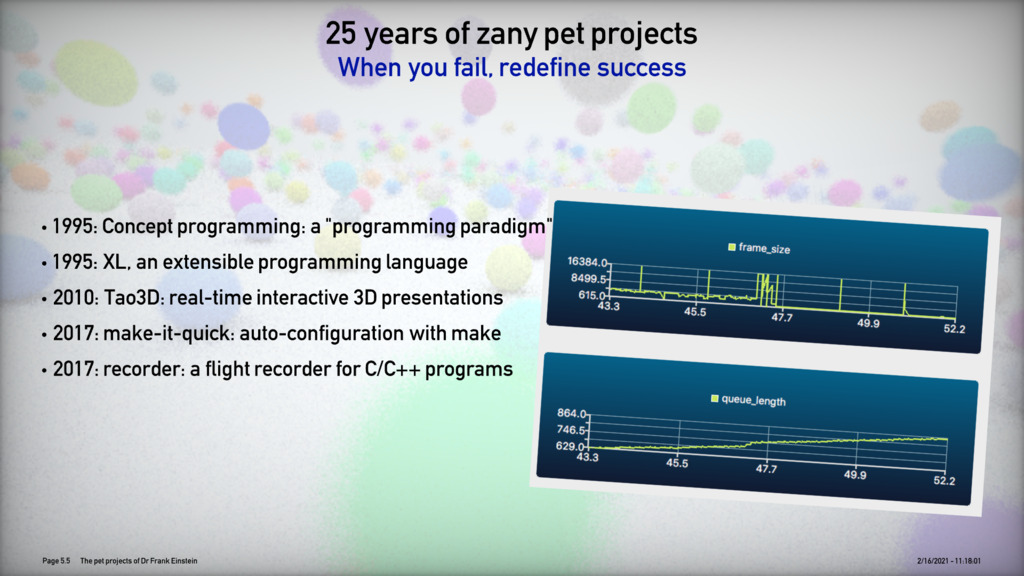 25 years of zany pet projects
When you fail, redefine success
• 1995: Concept programming: a "programming paradigm"
• 1995: XL, an extensible programming language
• 2010: Tao3D: real-time interactive 3D presentations
• 2017: make-it-quick: auto-configuration with make
• 2017: recorder: a flight recorder for C/C++ programs
frame_size
16384.0
8499.5
615.0
43.3 45.5 47.7 49.9 52.2
queue_length
864.0
746.5
629.0
43.3 45.5 47.7 49.9 52.2
Page 5.5 The pet projects of Dr Frank Einstein 2/16/2021 - 11:18:01